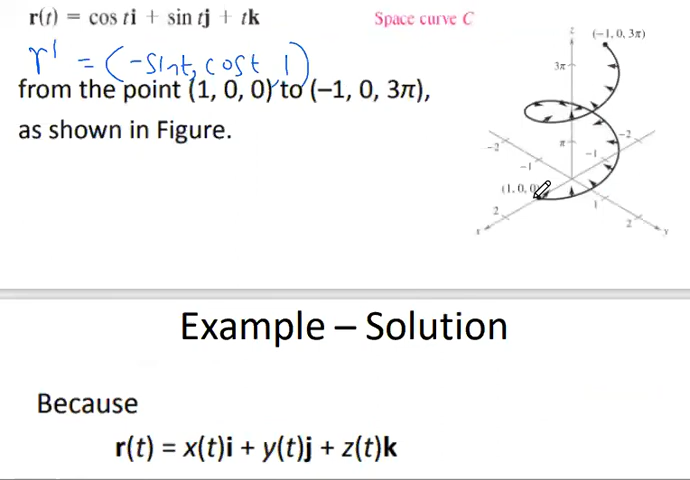 r(t) = cos ti + sin tj + tk
Space curve C
r' = (-sint, cost, 1)
from the point (1, 0, 0) to (–1, 0, 3π),
as shown in Figure.
z
(−1, 0, 3π)
3π
π
−2
−2
−1
−1
(1, 0, 0)
2
1
2
x
y
Example – Solution
Because
r(t) = x(t)i + y(t)j + z(t)k